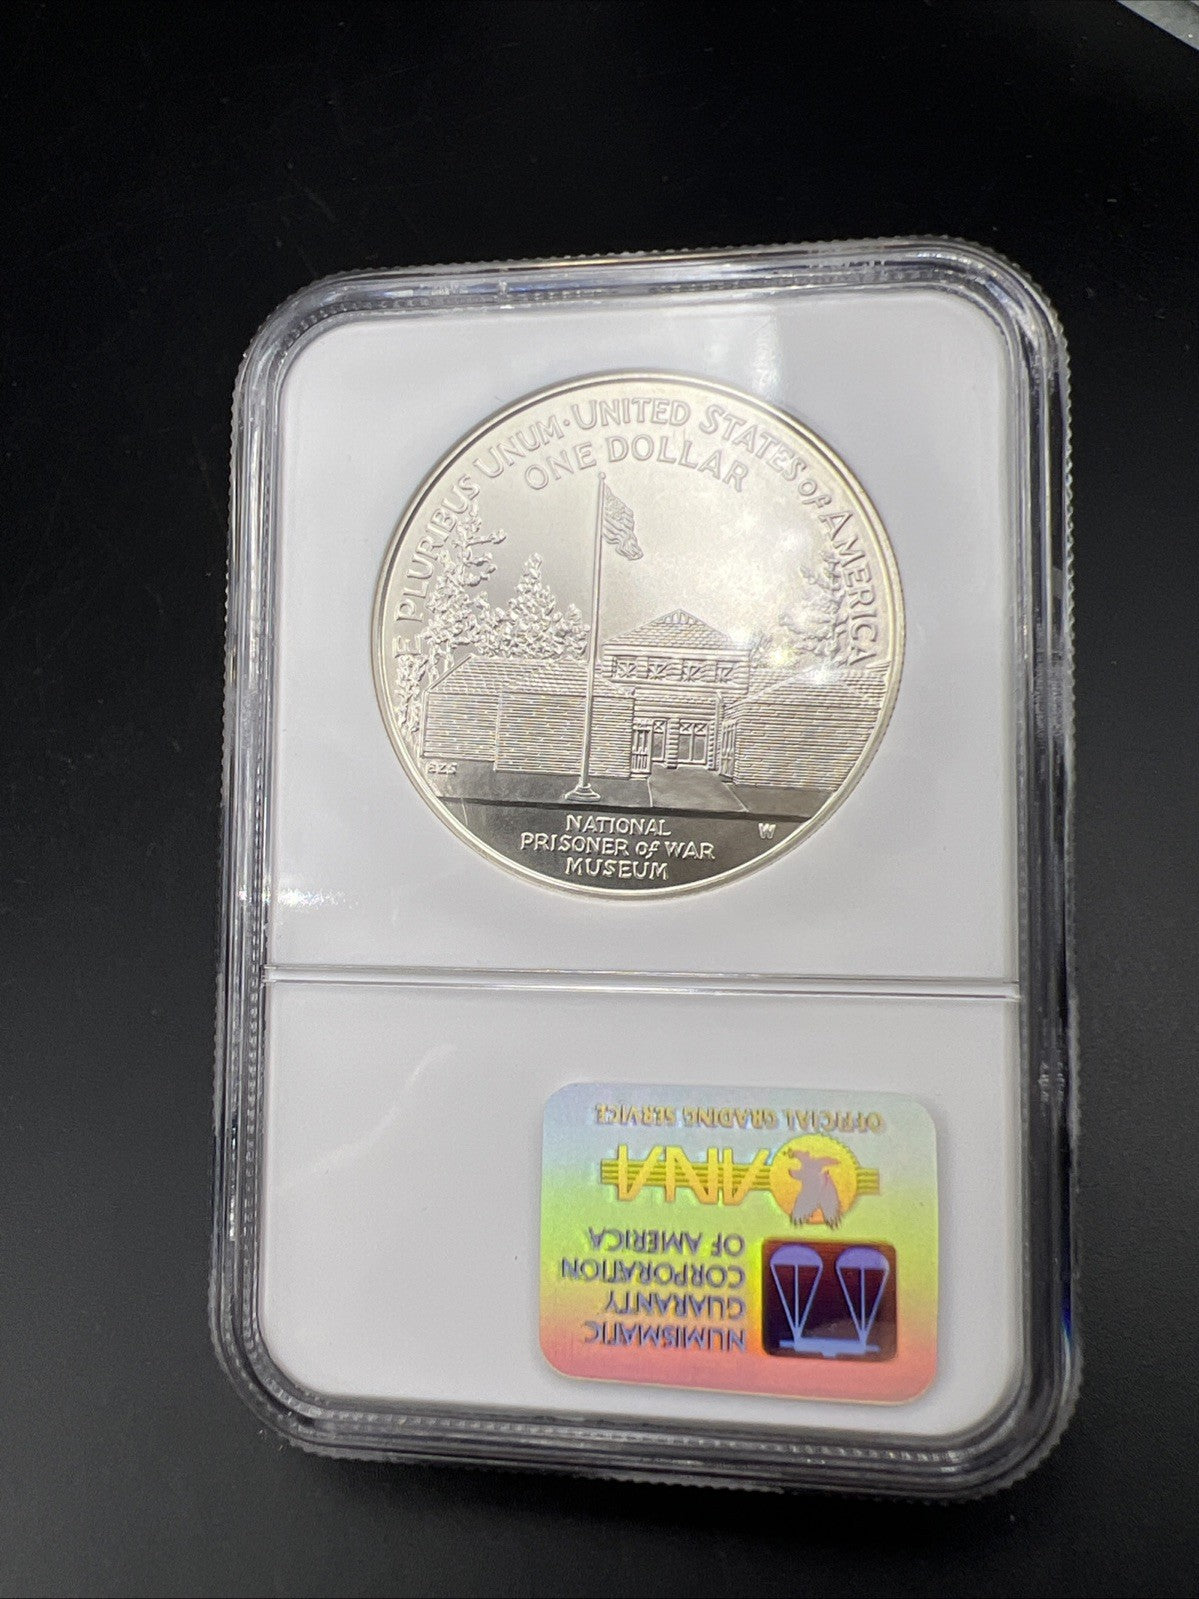 E PLURIBUS UNUM · UNITED STATES of AMERICA
ONE DOLLAR
W
NATIONAL
PRISONER of WAR
MUSEUM
NUMISMATIC
GUARANTY
CORPORATION
OF AMERICA
ANA
OFFICIAL GRADING SERVICE